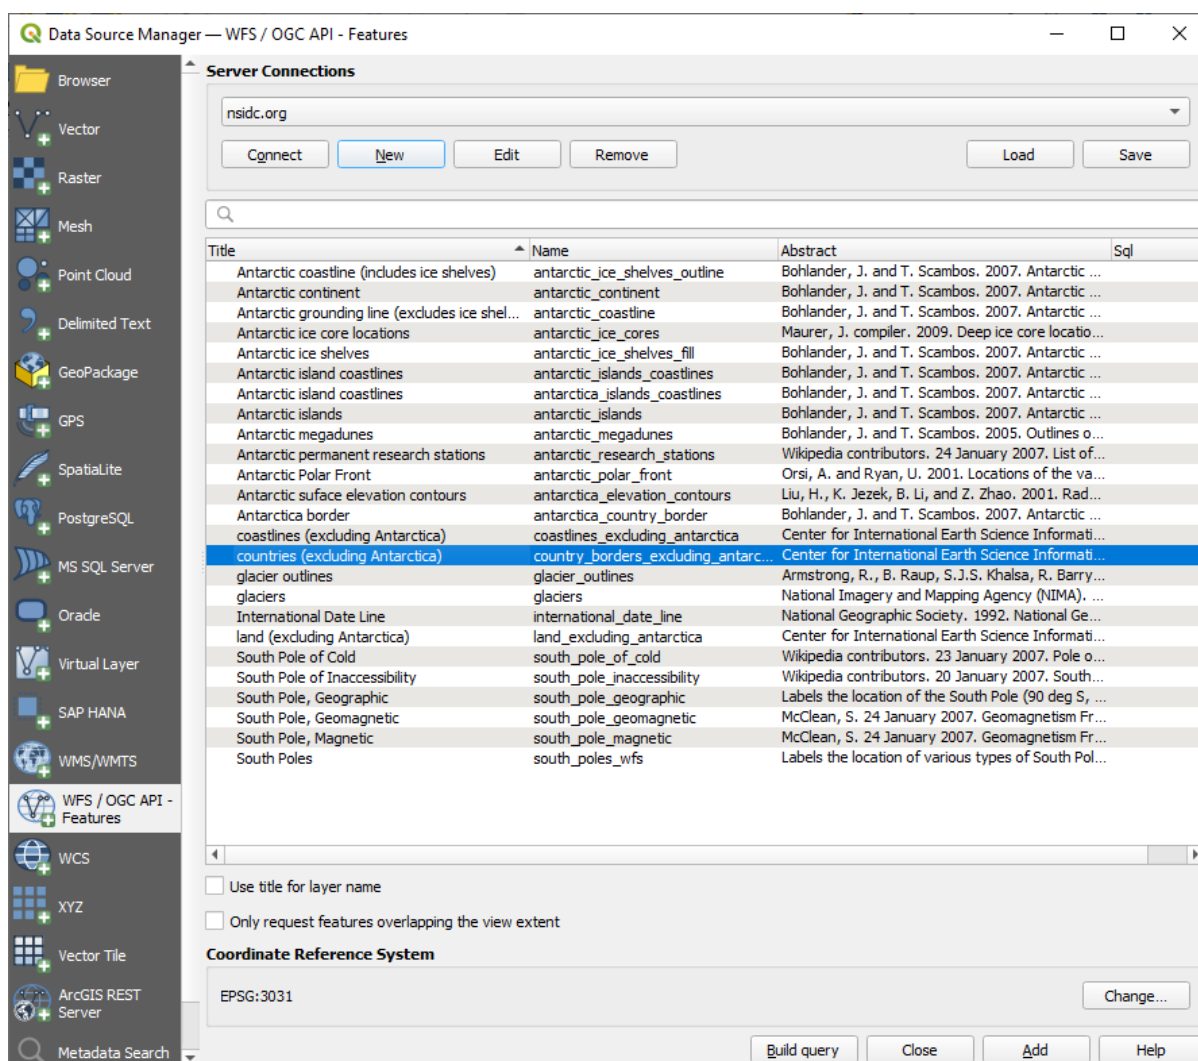 Data Source Manager — WFS / OGC API - Features
Browser
Vector
Raster
Mesh
Point Cloud
Delimited Text
GeoPackage
GPS
SpatiaLite
PostgreSQL
MS SQL Server
Oracle
Virtual Layer
SAP HANA
WMS/WMTS
WFS / OGC API -
Features
WCS
XYZ
Vector Tile
ArcGIS REST
Server
Metadata Search
Server Connections
nsidc.org
Connect New Edit Remove Load Save
Title Name Abstract Sql
Antarctic coastline (includes ice shelves) antarctic_ice_shelves_outline Bohlander, J. and T. Scambos. 2007. Antarctic ...
Antarctic continent antarctic_continent Bohlander, J. and T. Scambos. 2007. Antarctic ...
Antarctic grounding line (excludes ice shel... antarctic_coastline Bohlander, J. and T. Scambos. 2007. Antarctic ...
Antarctic ice core locations antarctic_ice_cores Maurer, J. compiler. 2009. Deep ice core locatio...
Antarctic ice shelves antarctic_ice_shelves_fill Bohlander, J. and T. Scambos. 2007. Antarctic ...
Antarctic island coastlines antarctic_islands_coastlines Bohlander, J. and T. Scambos. 2007. Antarctic ...
Antarctic island coastlines antarctica_islands_coastlines Bohlander, J. and T. Scambos. 2007. Antarctic ...
Antarctic islands antarctic_islands Bohlander, J. and T. Scambos. 2007. Antarctic ...
Antarctic megadunes antarctic_megadunes Bohlander, J. and T. Scambos. 2005. Outlines o...
Antarctic permanent research stations antarctic_research_stations Wikipedia contributors. 24 January 2007. List of...
Antarctic Polar Front antarctic_polar_front Orsi, A. and Ryan, U. 2001. Locations of the va...
Antarctic suface elevation contours antarctica_elevation_contours Liu, H., K. Jezek, B. Li, and Z. Zhao. 2001. Rad...
Antarctica border antarctica_country_border Bohlander, J. and T. Scambos. 2007. Antarctic ...
coastlines (excluding Antarctica) coastlines_excluding_antarctica Center for International Earth Science Informati...
countries (excluding Antarctica) country_borders_excluding_antarc... Center for International Earth Science Informati...
glacier outlines glacier_outlines Armstrong, R., B. Raup, S.J.S. Khalsa, R. Barry...
glaciers glaciers National Imagery and Mapping Agency (NIMA). ...
International Date Line international_date_line National Geographic Society. 1992. National Ge...
land (excluding Antarctica) land_excluding_antarctica Center for International Earth Science Informati...
South Pole of Cold south_pole_of_cold Wikipedia contributors. 23 January 2007. Pole o...
South Pole of Inaccessibility south_pole_inaccessibility Wikipedia contributors. 20 January 2007. South...
South Pole, Geographic south_pole_geographic Labels the location of the South Pole (90 deg S, ...
South Pole, Geomagnetic south_pole_geomagnetic McClean, S. 24 January 2007. Geomagnetism Fr...
South Pole, Magnetic south_pole_magnetic McClean, S. 24 January 2007. Geomagnetism Fr...
South Poles south_poles_wfs Labels the location of various types of South Pol...
Use title for layer name
Only request features overlapping the view extent
Coordinate Reference System
EPSG:3031 Change...
Build query Close Add Help